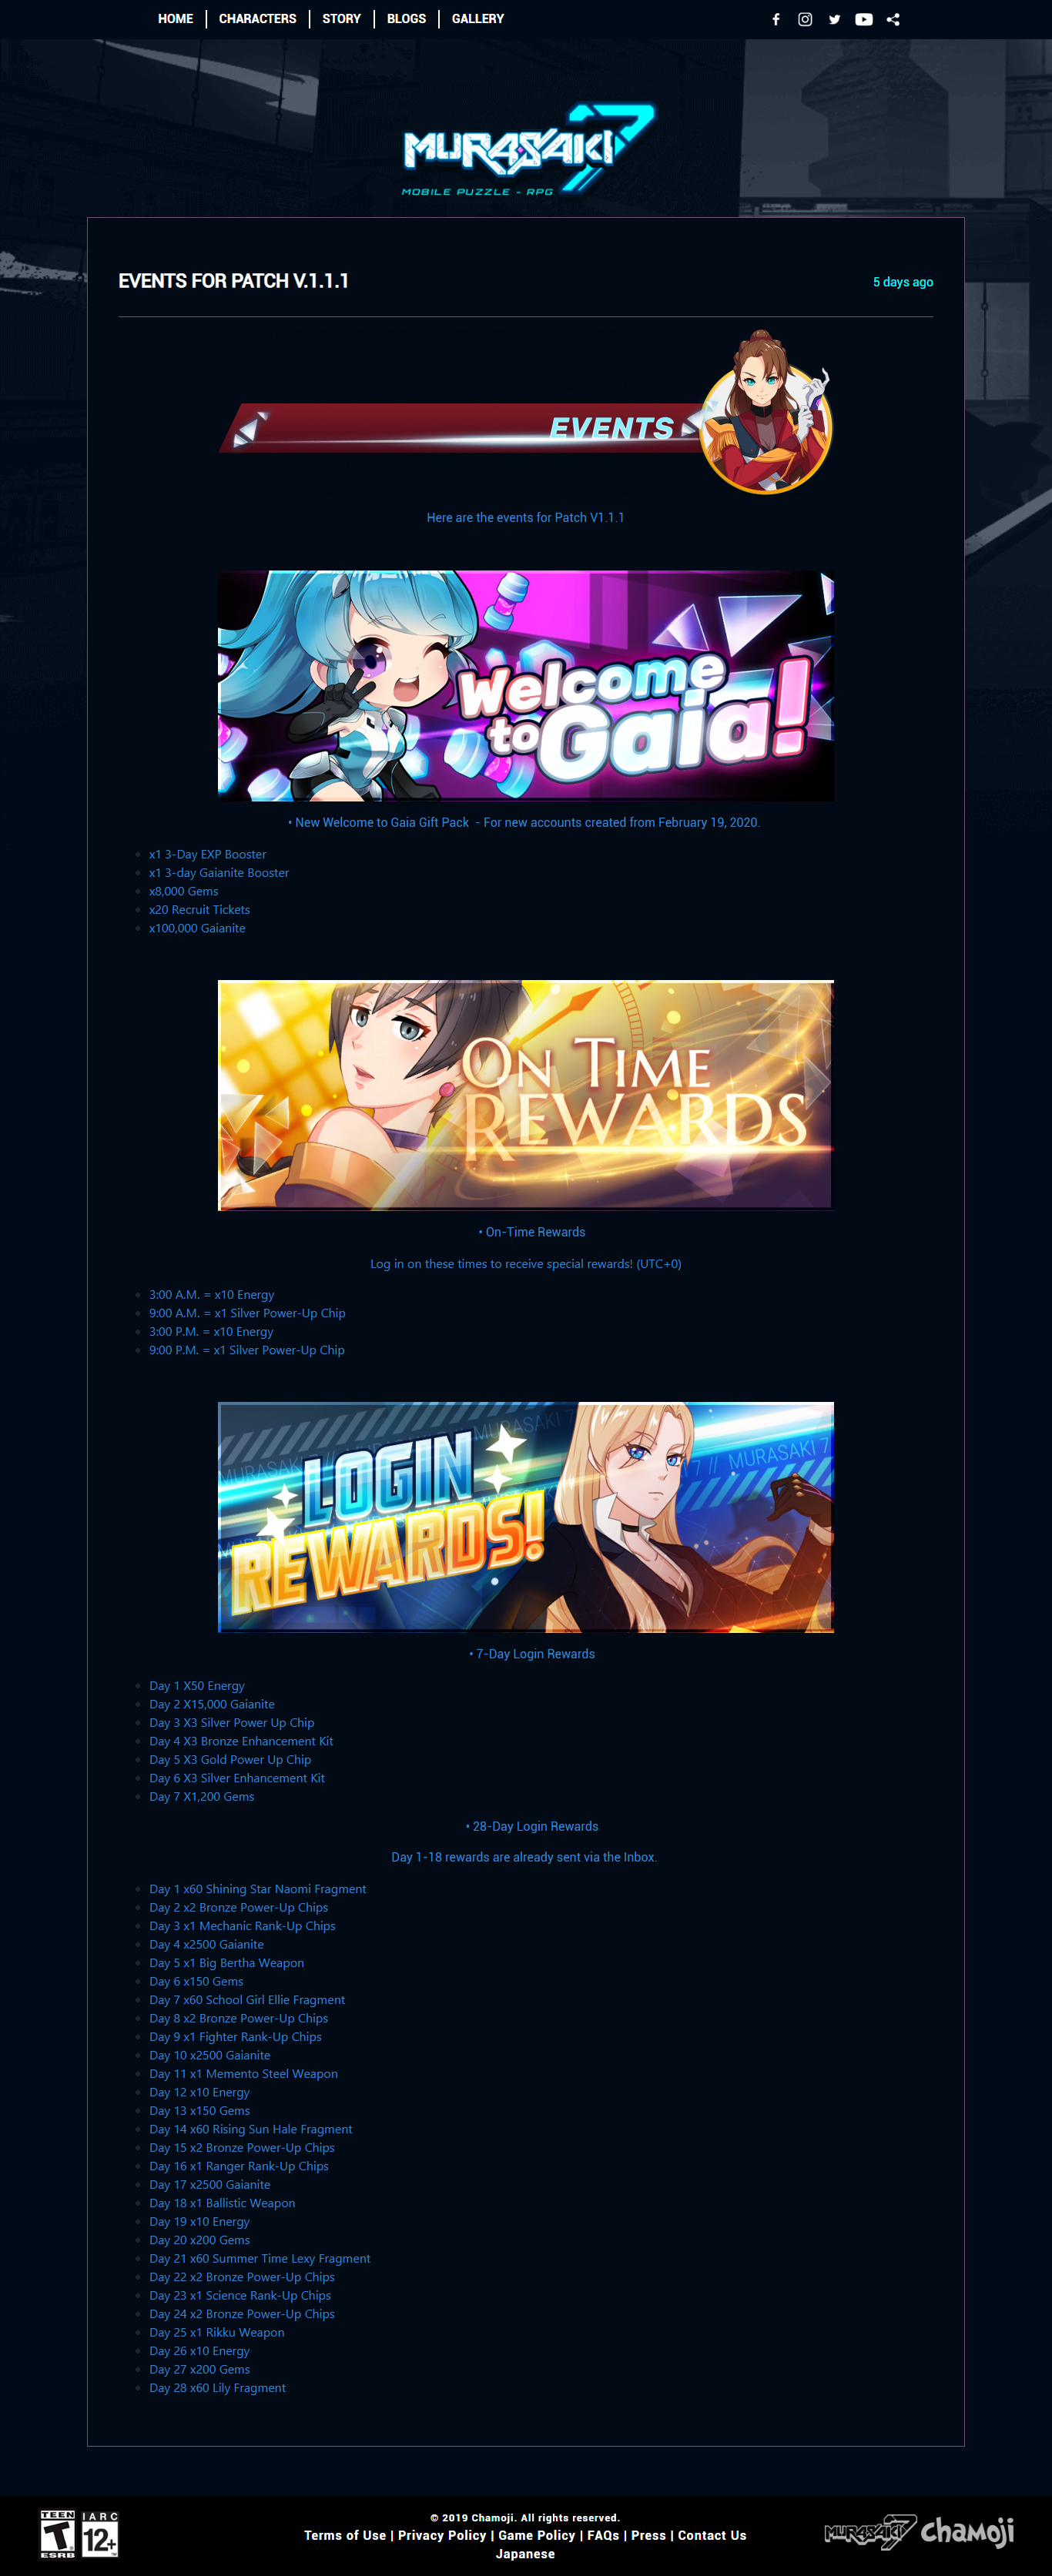 HOME
CHARACTERS
STORY
BLOGS
GALLERY
MURASAKI 7
MOBILE PUZZLE - RPG
EVENTS FOR PATCH V.1.1.1
5 days ago
EVENTS
Here are the events for Patch V1.1.1
Welcome
to Gaia!
• New Welcome to Gaia Gift Pack - For new accounts created from February 19, 2020.
x1 3-Day EXP Booster
x1 3-day Gaianite Booster
x8,000 Gems
x20 Recruit Tickets
x100,000 Gaianite
ON TIME
REWARDS
• On-Time Rewards
Log in on these times to receive special rewards! (UTC+0)
3:00 A.M. = x10 Energy
9:00 A.M. = x1 Silver Power-Up Chip
3:00 P.M. = x10 Energy
9:00 P.M. = x1 Silver Power-Up Chip
LOGIN
REWARDS!
MURASAKI 7 // MURASAKI 7
• 7-Day Login Rewards
Day 1 X50 Energy
Day 2 X15,000 Gaianite
Day 3 X3 Silver Power Up Chip
Day 4 X3 Bronze Enhancement Kit
Day 5 X3 Gold Power Up Chip
Day 6 X3 Silver Enhancement Kit
Day 7 X1,200 Gems
• 28-Day Login Rewards
Day 1-18 rewards are already sent via the Inbox.
Day 1 x60 Shining Star Naomi Fragment
Day 2 x2 Bronze Power-Up Chips
Day 3 x1 Mechanic Rank-Up Chips
Day 4 x2500 Gaianite
Day 5 x1 Big Bertha Weapon
Day 6 x150 Gems
Day 7 x60 School Girl Ellie Fragment
Day 8 x2 Bronze Power-Up Chips
Day 9 x1 Fighter Rank-Up Chips
Day 10 x2500 Gaianite
Day 11 x1 Memento Steel Weapon
Day 12 x10 Energy
Day 13 x150 Gems
Day 14 x60 Rising Sun Hale Fragment
Day 15 x2 Bronze Power-Up Chips
Day 16 x1 Ranger Rank-Up Chips
Day 17 x2500 Gaianite
Day 18 x1 Ballistic Weapon
Day 19 x10 Energy
Day 20 x200 Gems
Day 21 x60 Summer Time Lexy Fragment
Day 22 x2 Bronze Power-Up Chips
Day 23 x1 Science Rank-Up Chips
Day 24 x2 Bronze Power-Up Chips
Day 25 x1 Rikku Weapon
Day 26 x10 Energy
Day 27 x200 Gems
Day 28 x60 Lily Fragment
TEEN
T
ESRB
IARC
12+
© 2019 Chamoji. All rights reserved.
Terms of Use | Privacy Policy | Game Policy | FAQs | Press | Contact Us
Japanese
MURASAKI 7
chamoji